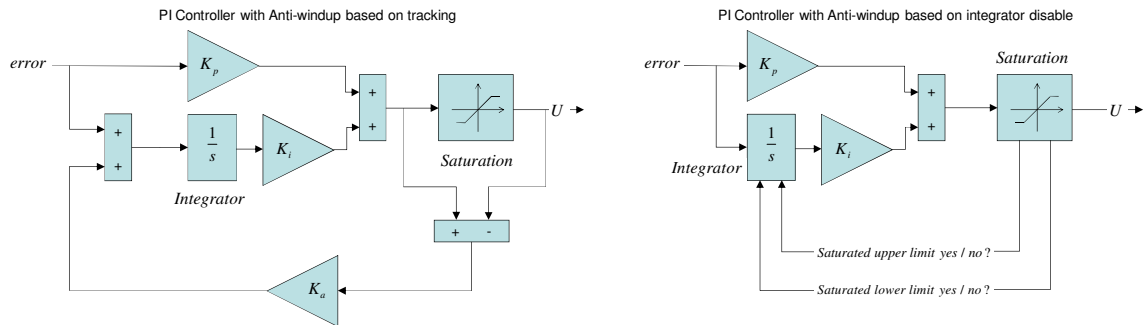 PI Controller with Anti-windup based on tracking
error
K_p
+
+
+
+
1/s
Integrator
K_i
Saturation
U
+ -
K_a
PI Controller with Anti-windup based on integrator disable
Saturation
error
K_p
+
+
U
1/s
Integrator
K_i
Saturated upper limit yes / no ?
Saturated lower limit yes / no ?